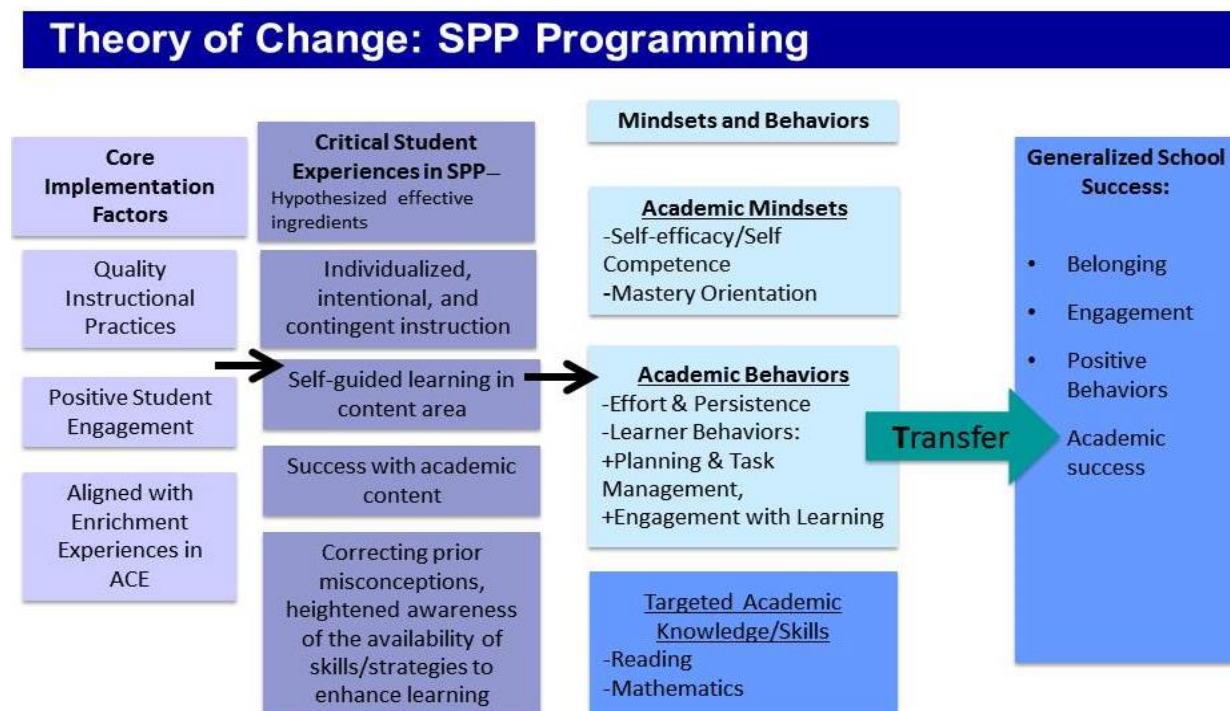 Theory of Change: SPP Programming
Core
Implementation
Factors
Quality
Instructional
Practices
Positive Student
Engagement
Aligned with
Enrichment
Experiences in
ACE
Critical Student
Experiences in SPP—
Hypothesized effective
ingredients
Individualized,
intentional, and
contingent instruction
Self-guided learning in
content area
Success with academic
content
Correcting prior
misconceptions,
heightened awareness
of the availability of
skills/strategies to
enhance learning
Mindsets and Behaviors
Academic Mindsets
-Self-efficacy/Self
Competence
-Mastery Orientation
Academic Behaviors
-Effort & Persistence
-Learner Behaviors:
+Planning & Task
Management,
+Engagement with Learning
Targeted Academic
Knowledge/Skills
-Reading
-Mathematics
Transfer
Generalized School
Success:
• Belonging
• Engagement
• Positive
Behaviors
• Academic
success